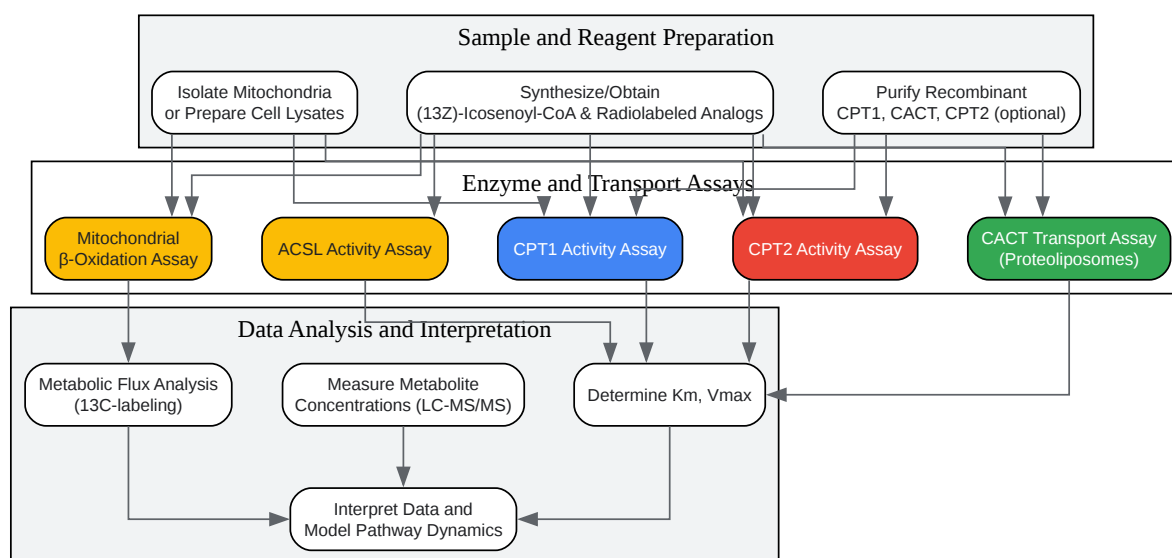 Sample and Reagent Preparation
Isolate Mitochondria
or Prepare Cell Lysates
Synthesize/Obtain
(13Z)-Icosenoyl-CoA & Radiolabeled Analogs
Purify Recombinant
CPT1, CACT, CPT2 (optional)
Enzyme and Transport Assays
Mitochondrial
β-Oxidation Assay
ACSL Activity Assay
CPT1 Activity Assay
CPT2 Activity Assay
CACT Transport Assay
(Proteoliposomes)
Data Analysis and Interpretation
Metabolic Flux Analysis
(13C-labeling)
Measure Metabolite
Concentrations (LC-MS/MS)
Determine Km, Vmax
Interpret Data and
Model Pathway Dynamics